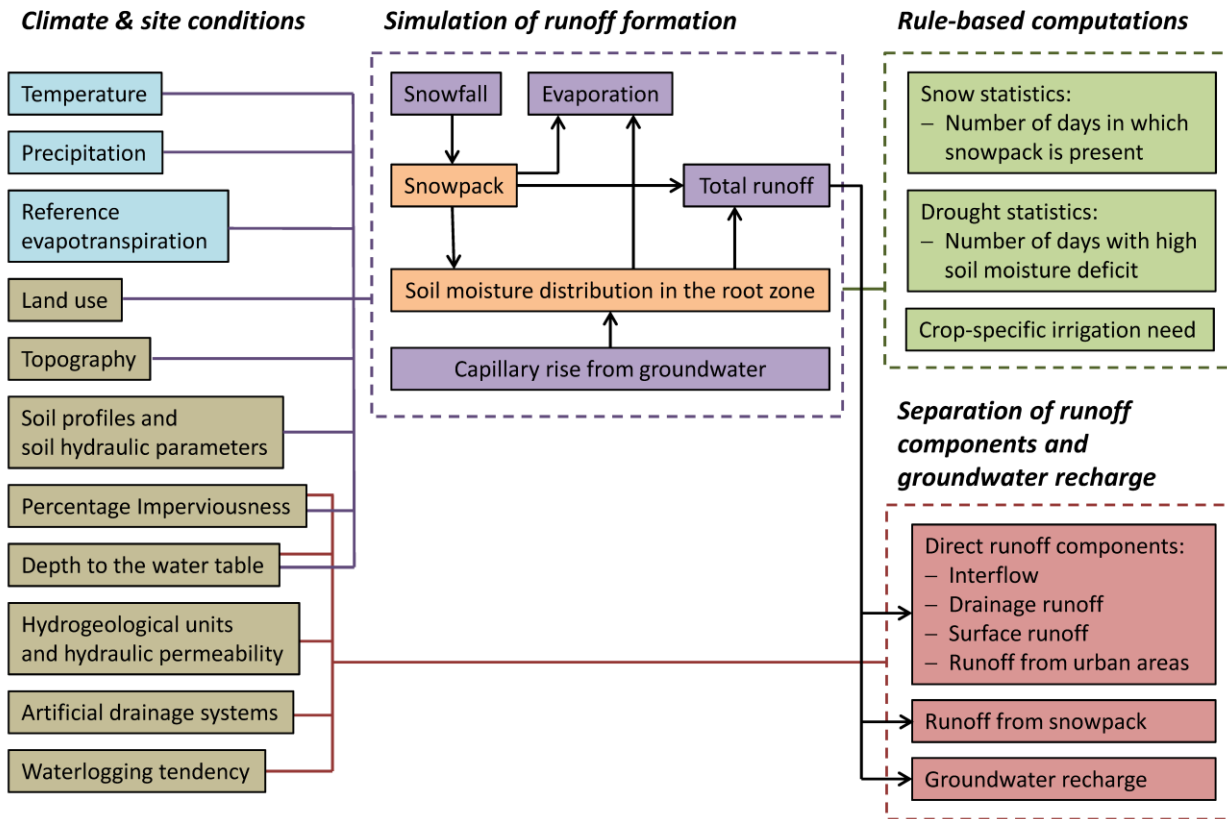 Climate & site conditions
Temperature
Precipitation
Reference
evapotranspiration
Land use
Topography
Soil profiles and
soil hydraulic parameters
Percentage Imperviousness
Depth to the water table
Hydrogeological units
and hydraulic permeability
Artificial drainage systems
Waterlogging tendency
Simulation of runoff formation
Snowfall
Evaporation
Snowpack
Total runoff
Soil moisture distribution in the root zone
Capillary rise from groundwater
Rule-based computations
Snow statistics:
– Number of days in which
snowpack is present
Drought statistics:
– Number of days with high
soil moisture deficit
Crop-specific irrigation need
Separation of runoff
components and
groundwater recharge
Direct runoff components:
– Interflow
– Drainage runoff
– Surface runoff
– Runoff from urban areas
Runoff from snowpack
Groundwater recharge